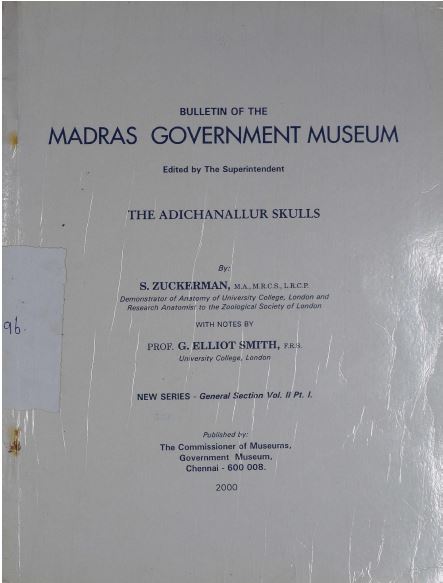 BULLETIN OF THE
MADRAS GOVERNMENT MUSEUM
Edited by The Superintendent
THE ADICHANALLUR SKULLS
By:
S. ZUCKERMAN, M.A., M.R.C.S., L.R.C.P.
Demonstrator of Anatomy of University College, London and
Research Anatomist to the Zoological Society of London
WITH NOTES BY
PROF. G. ELLIOT SMITH, F.R.S.
University College, London
NEW SERIES - General Section Vol. II Pt. I.
Published by:
The Commissioner of Museums,
Government Museum,
Chennai - 600 008.
2000
96.